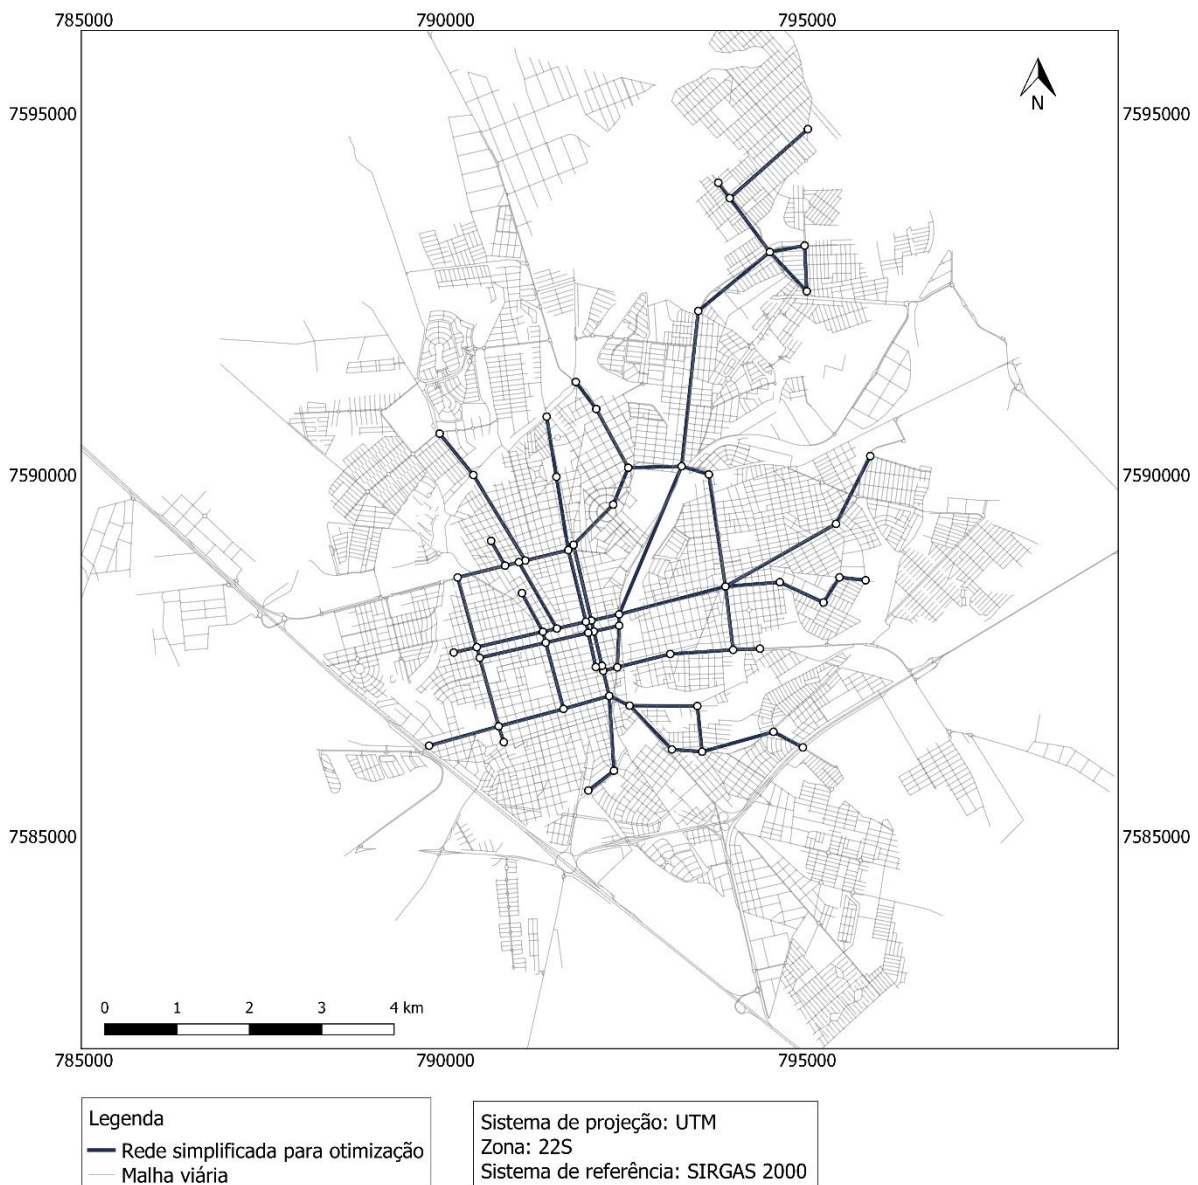 785000 790000 795000
N
7595000 7595000
7590000 7590000
7585000 7585000
0 1 2 3 4 km
785000 790000 795000
Legenda
Rede simplificada para otimização
Malha viária
Sistema de projeção: UTM
Zona: 22S
Sistema de referência: SIRGAS 2000